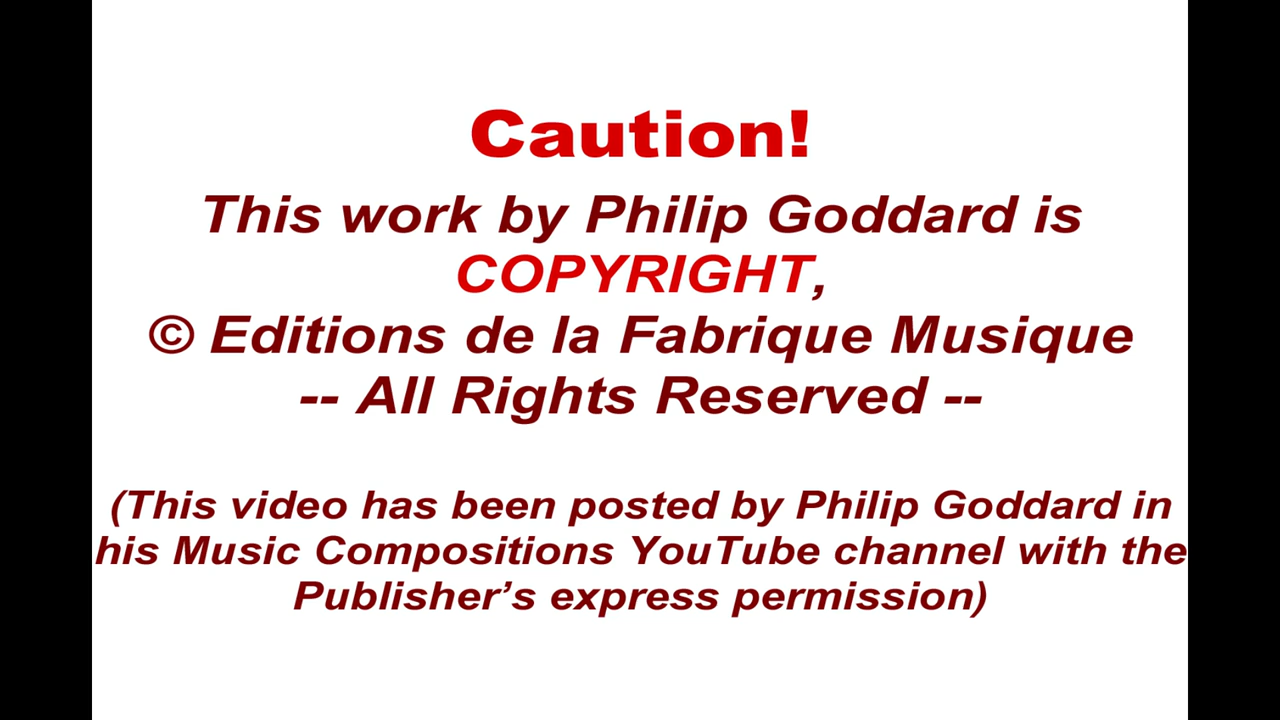 Caution!
This work by Philip Goddard is
COPYRIGHT,
© Editions de la Fabrique Musique
-- All Rights Reserved --
(This video has been posted by Philip Goddard in
his Music Compositions YouTube channel with the
Publisher’s express permission)